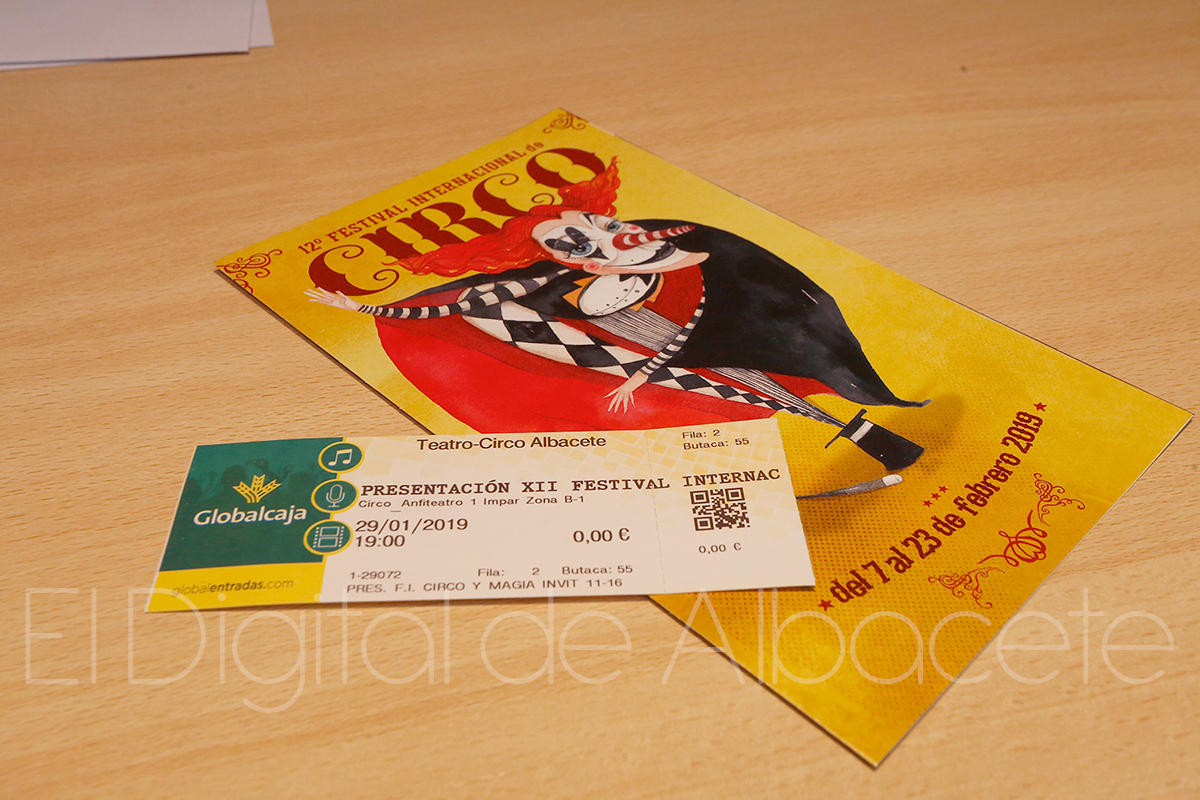 12º FESTIVAL INTERNACIONAL de
CIRCO
del 7 al 23 de febrero 2019
Teatro-Circo Albacete
Fila: 2
Butaca: 55
PRESENTACIÓN XII FESTIVAL INTERNAC
Circo_Anfiteatro 1 Impar Zona B-1
29/01/2019
19:00
0,00 €
0,00 €
1-29072 Fila: 2 Butaca: 55
PRES. F.I. CIRCO Y MAGIA INVIT 11-16
Globalcaja
globalentradas.com
El Digital de Albacete